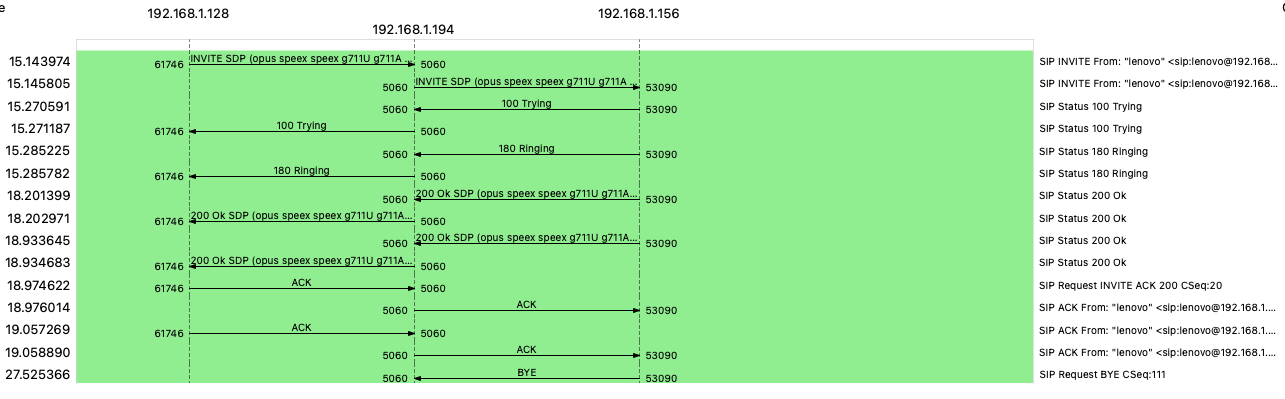 e
192.168.1.128 192.168.1.156
192.168.1.194
15.143974 61746 INVITE SDP (opus speex speex g711U g711A ... 5060 SIP INVITE From: "lenovo" <sip:lenovo@192.168...
15.145805 5060 INVITE SDP (opus speex speex g711U g711A ... 53090 SIP INVITE From: "lenovo" <sip:lenovo@192.168...
15.270591 5060 100 Trying SIP Status 100 Trying
15.271187 61746 100 Trying 5060 SIP Status 100 Trying
15.285225 5060 180 Ringing 53090 SIP Status 180 Ringing
15.285782 61746 180 Ringing 5060 SIP Status 180 Ringing
18.201399 5060 200 Ok SDP (opus speex speex g711U g711A... 53090 SIP Status 200 Ok
18.202971 61746 200 Ok SDP (opus speex speex g711U g711A... 5060 SIP Status 200 Ok
18.933645 5060 200 Ok SDP (opus speex speex g711U g711A... 53090 SIP Status 200 Ok
18.934683 61746 200 Ok SDP (opus speex speex g711U g711A... 5060 SIP Status 200 Ok
18.974622 61746 ACK 5060 SIP Request INVITE ACK 200 CSeq:20
18.976014 5060 ACK 53090 SIP ACK From: "lenovo" <sip:lenovo@192.168.1....
19.057269 61746 ACK 5060 SIP ACK From: "lenovo" <sip:lenovo@192.168.1....
19.058890 5060 ACK 53090 SIP ACK From: "lenovo" <sip:lenovo@192.168.1....
27.525366 5060 BYE 53090 SIP Request BYE CSeq:111